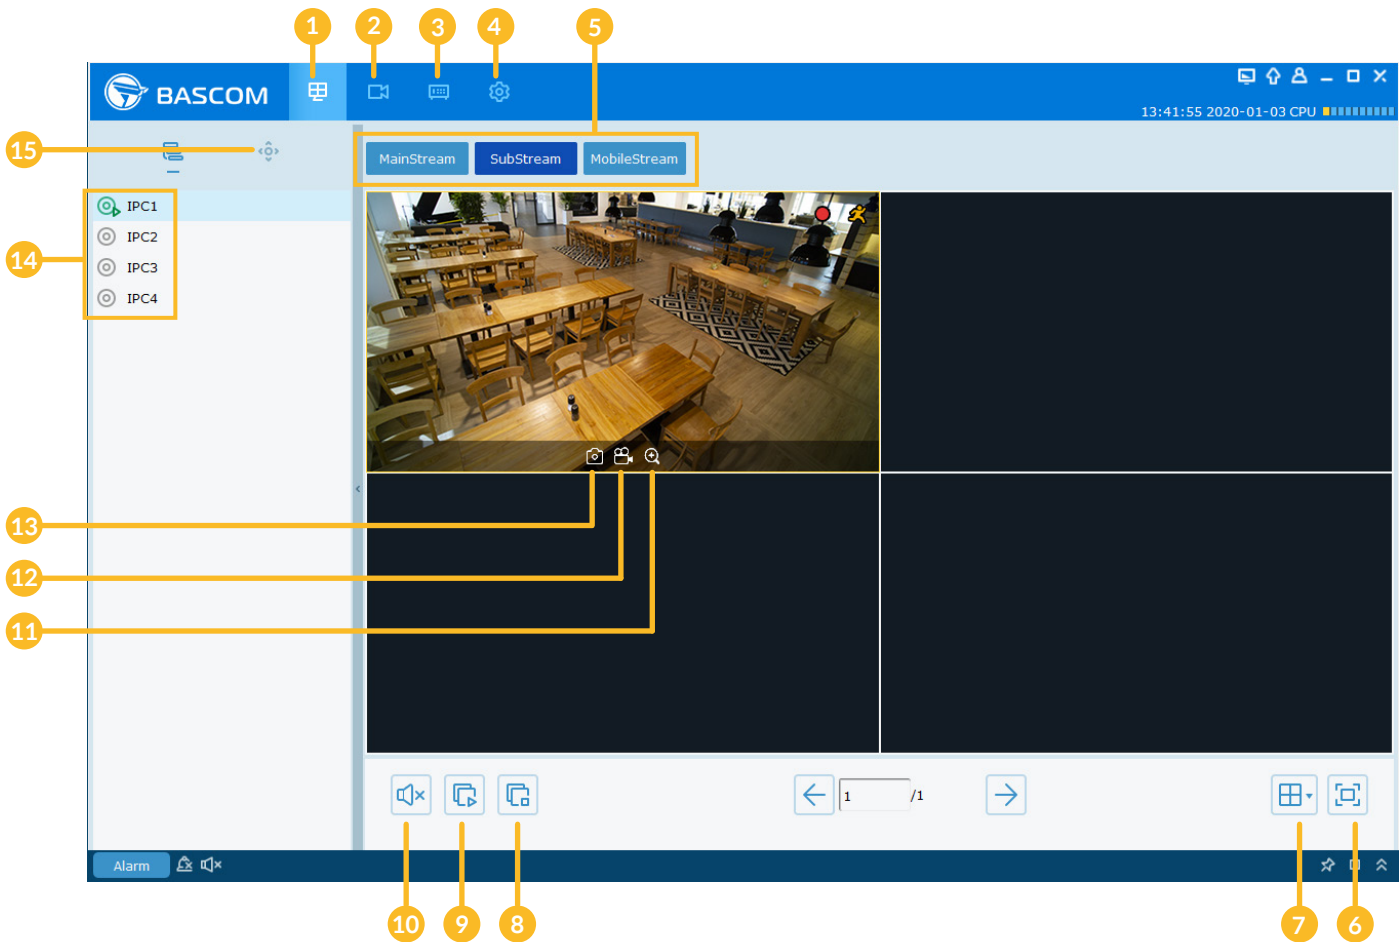 1 2 3 4 5
BASCOM
13:41:55 2020-01-03 CPU
15
MainStream SubStream MobileStream
IPC1
IPC2
14
IPC3
IPC4
13
12
11
1 /1
Alarm
10 9 8 7 6